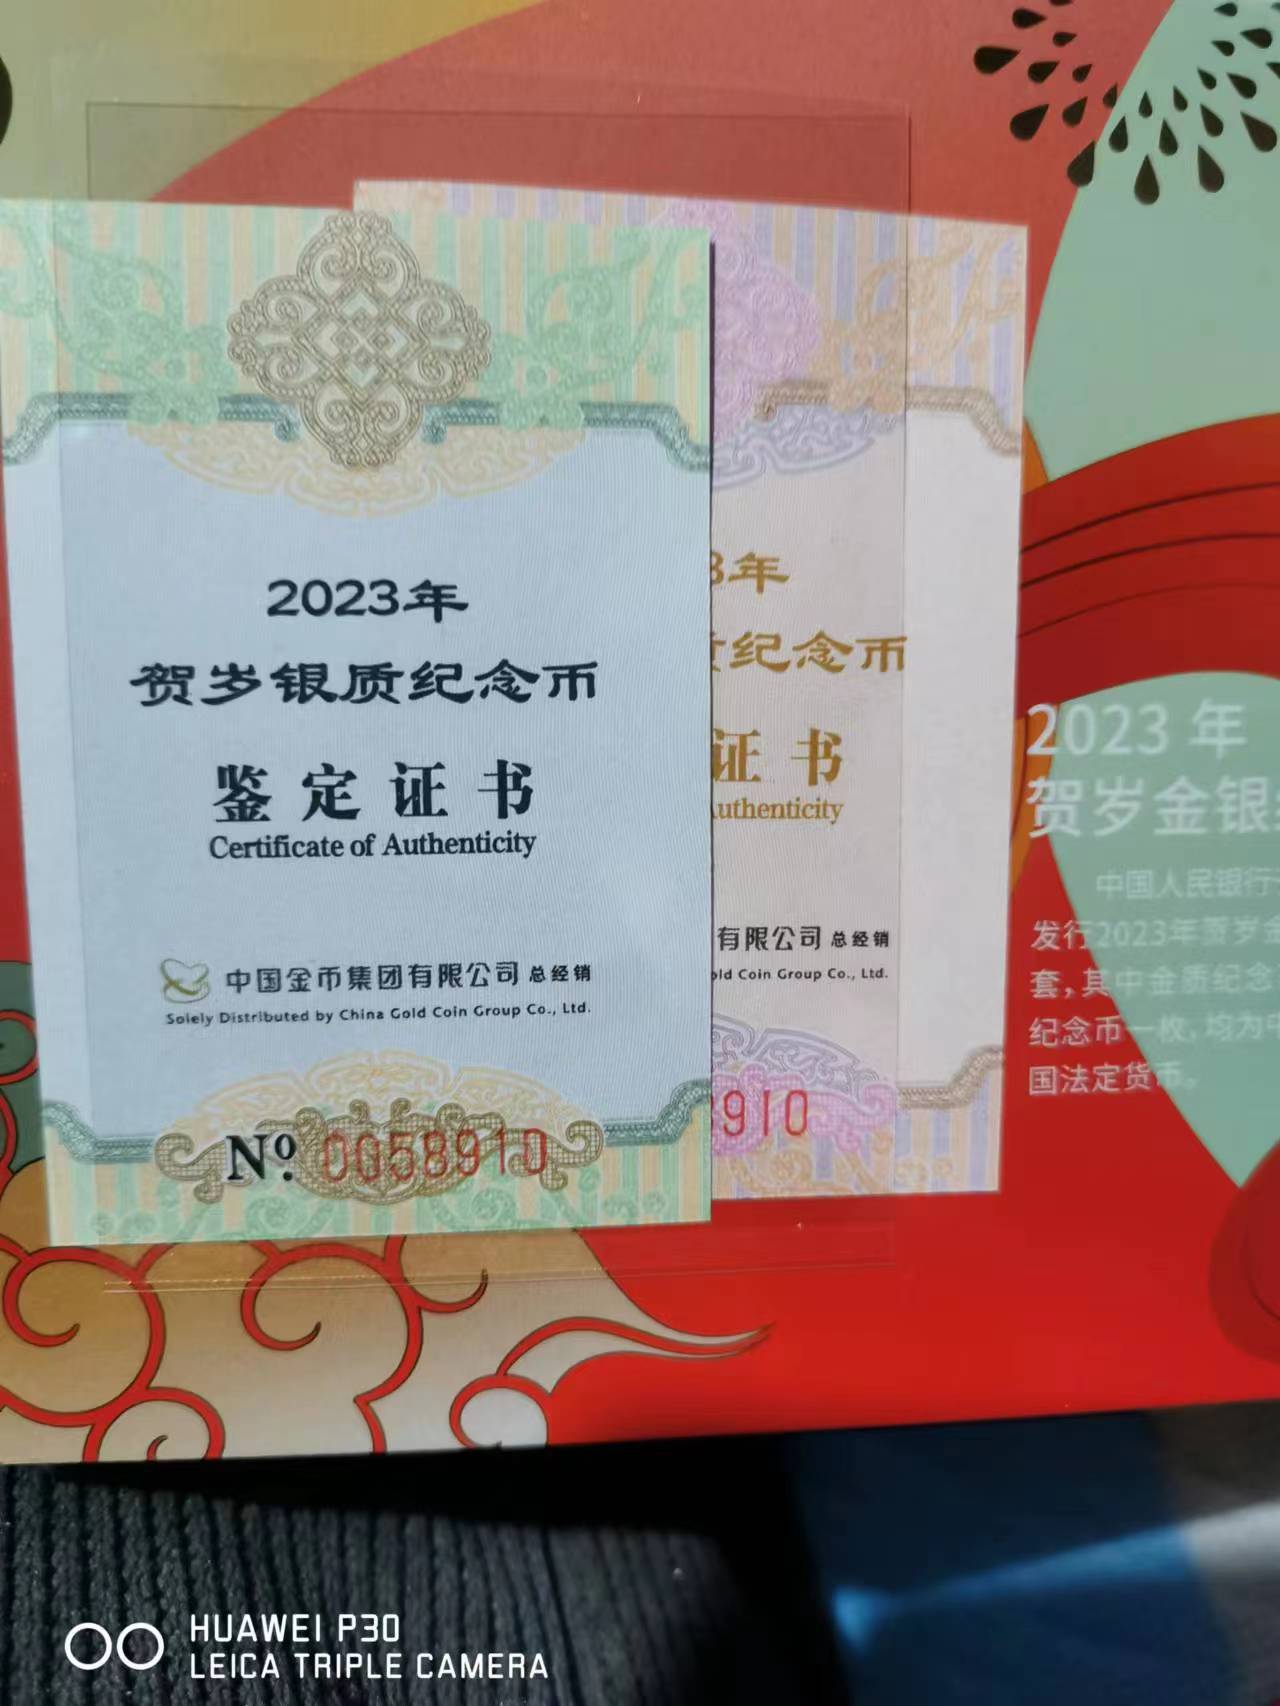 2023年
贺岁银质纪念币
鉴定证书
Certificate of Authenticity
中国金币集团有限公司 总经销
Solely Distributed by China Gold Coin Group Co., Ltd.
Nº. 0058910
3年
质纪念币
证书
Authenticity
有限公司 总经销
old Coin Group Co., Ltd.
8910
2023年
贺岁金银
中国人民银行
发行2023年贺岁金
套，其中金质纪念
纪念币一枚，均为中
国法定货币。
HUAWEI P30
LEICA TRIPLE CAMERA